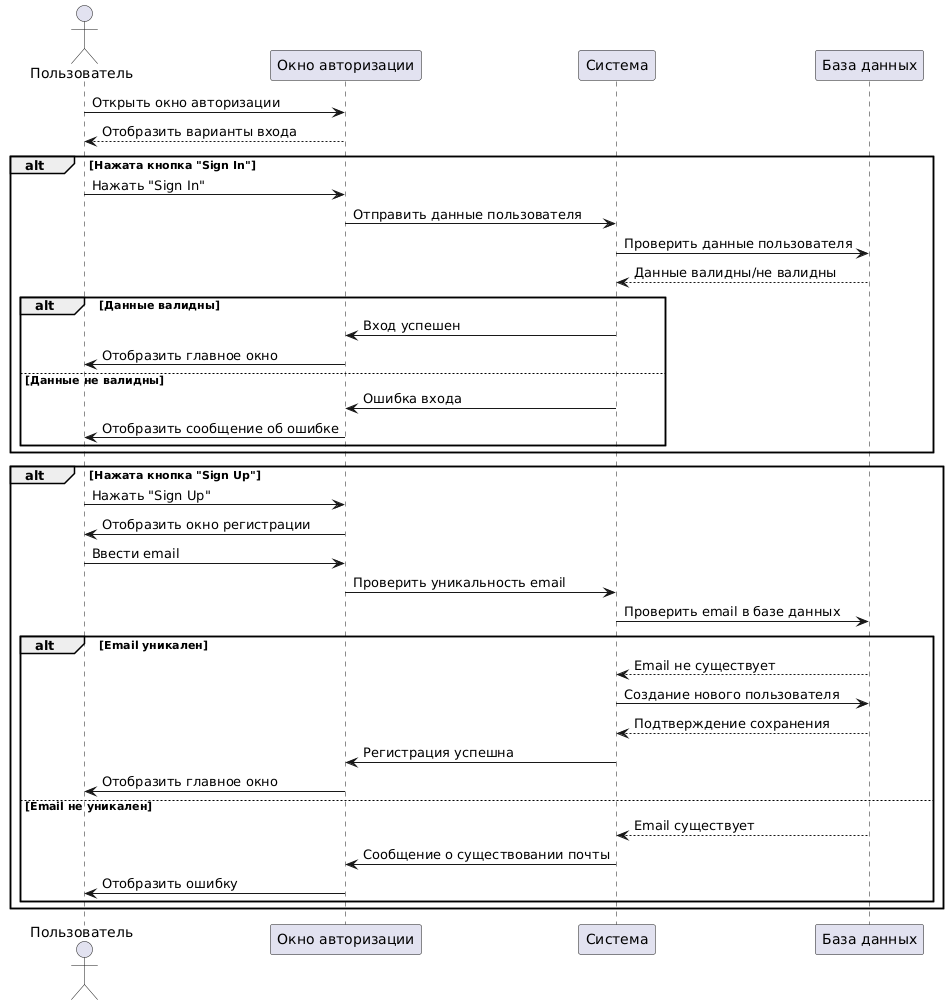 Пользователь
Окно авторизации
Система
База данных
Открыть окно авторизации
Отобразить варианты входа
alt
[Нажата кнопка "Sign In"]
Нажать "Sign In"
Отправить данные пользователя
Проверить данные пользователя
Данные валидны/не валидны
alt
[Данные валидны]
Вход успешен
Отобразить главное окно
[Данные не валидны]
Ошибка входа
Отобразить сообщение об ошибке
alt
[Нажата кнопка "Sign Up"]
Нажать "Sign Up"
Отобразить окно регистрации
Ввести email
Проверить уникальность email
Проверить email в базе данных
alt
[Email уникален]
Email не существует
Создание нового пользователя
Подтверждение сохранения
Регистрация успешна
Отобразить главное окно
[Email не уникален]
Email существует
Сообщение о существовании почты
Отобразить ошибку
Пользователь
Окно авторизации
Система
База данных